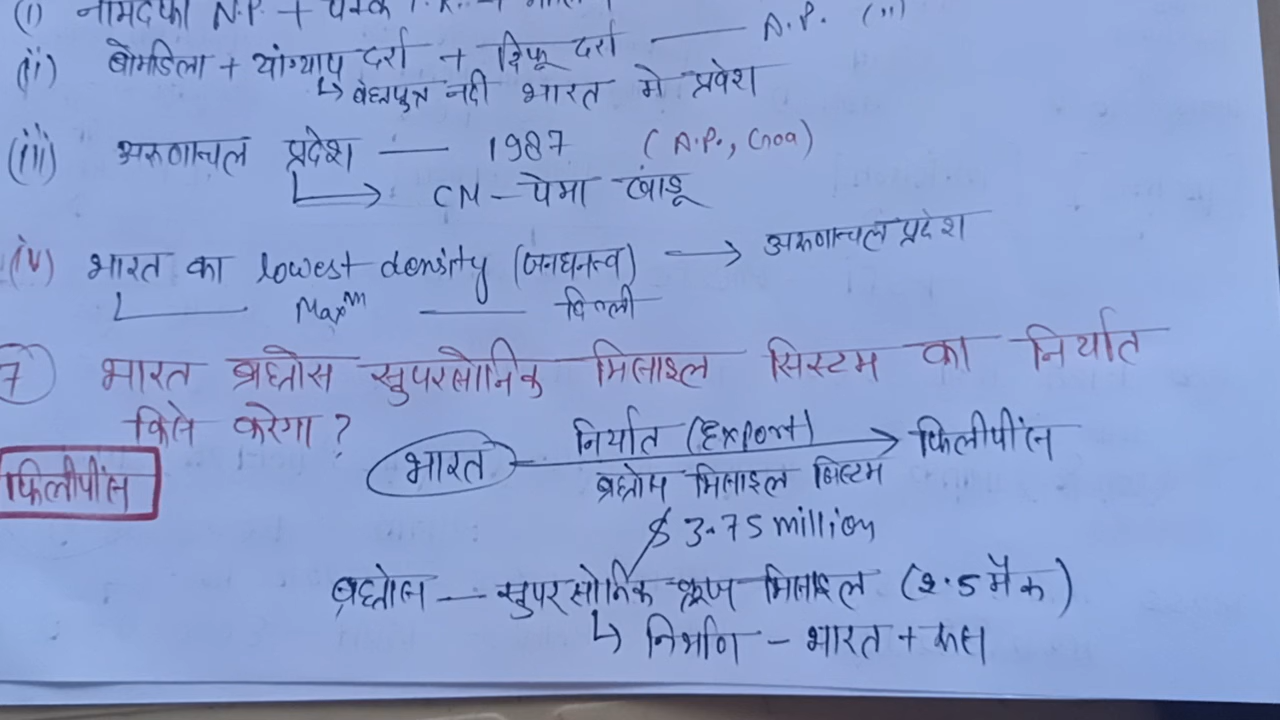 (i) नामदफा N.P. +
(ii) बोमडिला + यांग्याप दर्रा + दिफू दर्रा — A.P.
↳ ब्रह्मपुत्र नदी भारत में प्रवेश
(iii) अरुणाचल प्रदेश — 1987 (A.P., Goa)
↳ CM – पेमा खांडू
(iv) भारत का lowest density (जनघनत्व) → अरुणाचल प्रदेश
Maxᵐ — दिल्ली
7 भारत ब्रह्मोस सुपरसोनिक मिसाइल सिस्टम का निर्यात
किसे करेगा ?
फिलीपींस
भारत — निर्यात (Export) → फिलीपींस
ब्रह्मोस मिसाइल सिस्टम
$ 3.75 million
ब्रह्मोस — सुपरसोनिक क्रूज मिसाइल (2.5 मैक)
↳ निर्माण – भारत + रूस